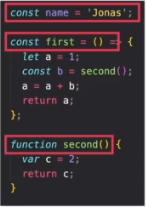 const name = 'Jonas';
const first = () => {
let a = 1;
const b = second();
a = a + b;
return a;
};
function second() {
var c = 2;
return c;
}